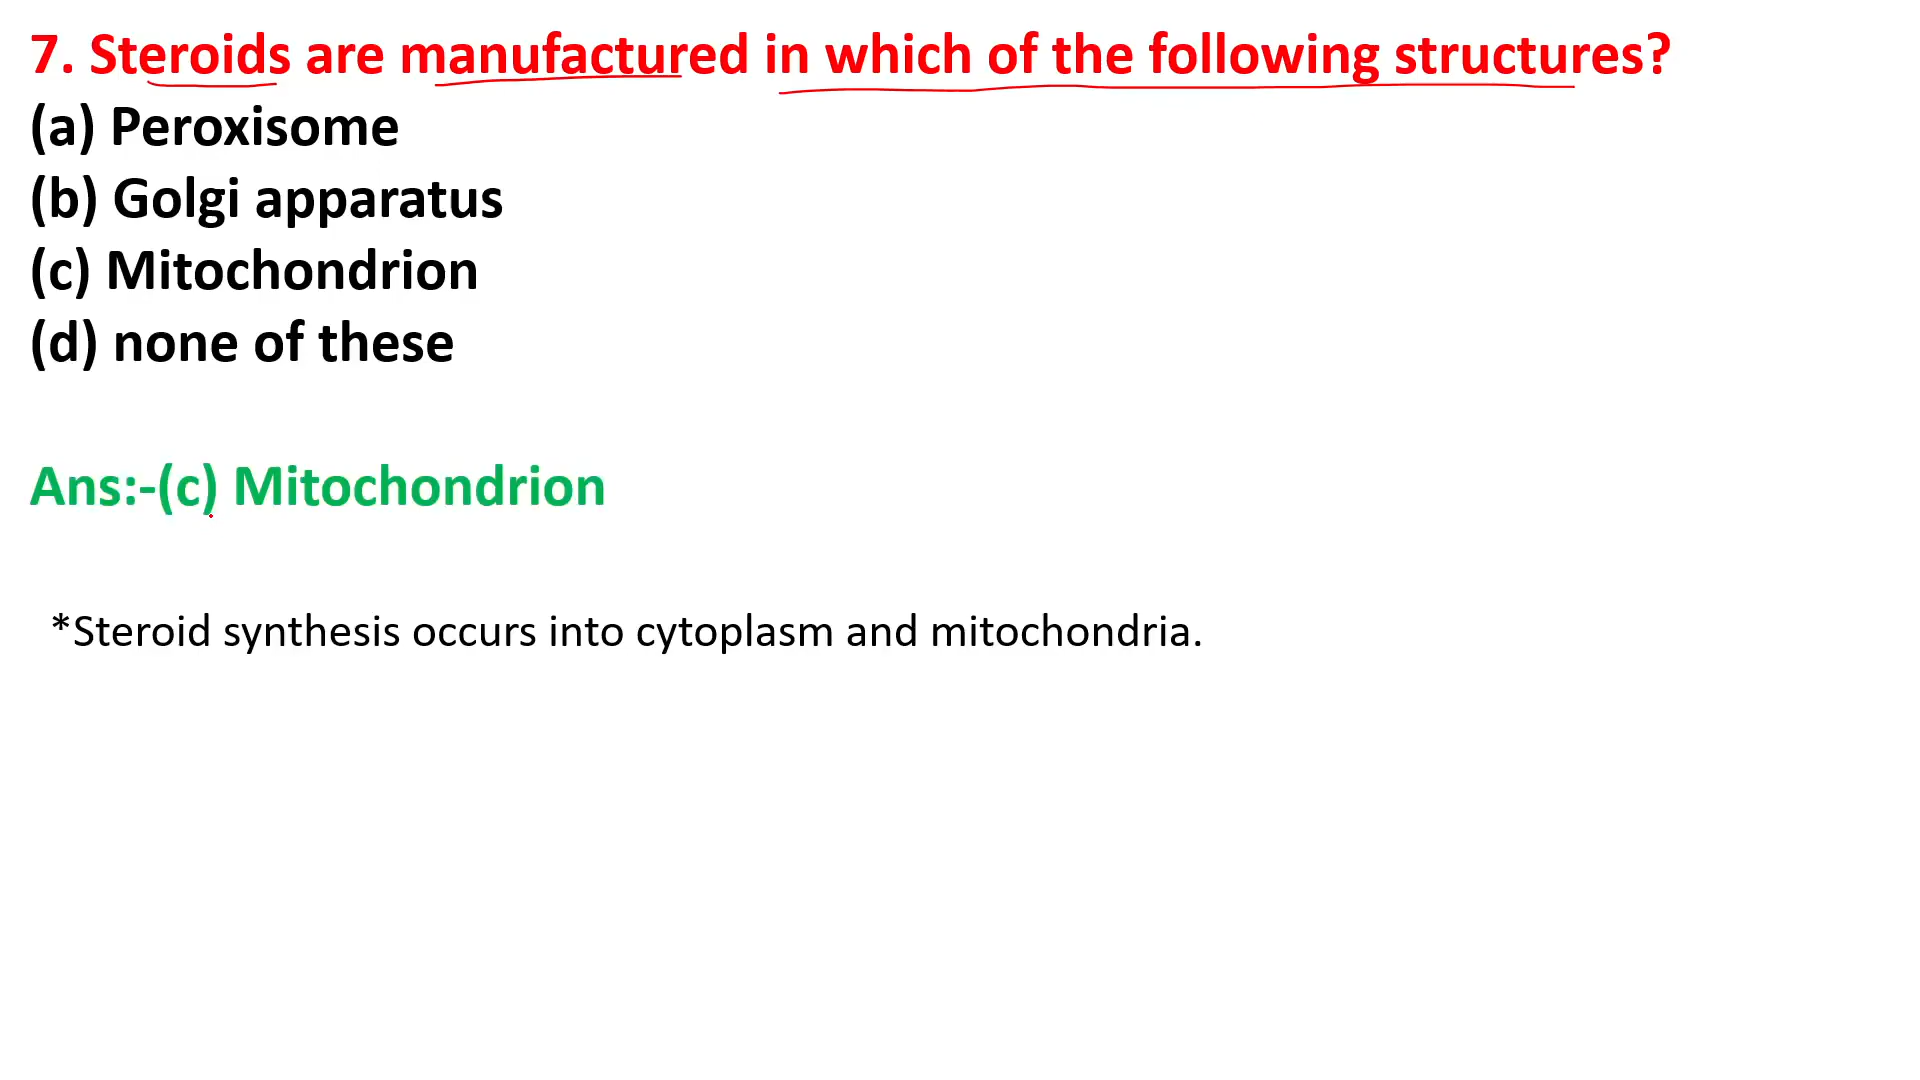 7. Steroids are manufactured in which of the following structures?
(a) Peroxisome
(b) Golgi apparatus
(c) Mitochondrion
(d) none of these
Ans:-(c) Mitochondrion
*Steroid synthesis occurs into cytoplasm and mitochondria.